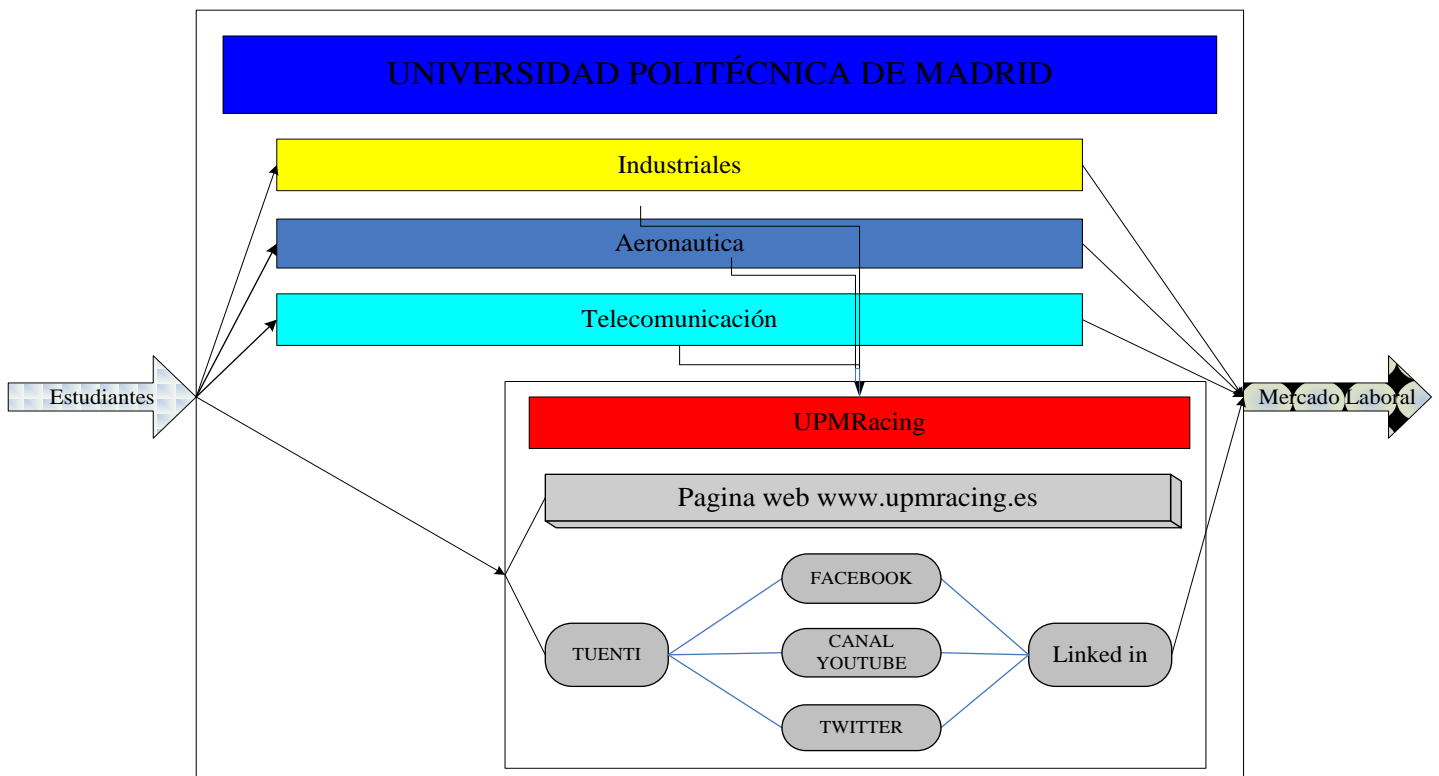 UNIVERSIDAD POLITÉCNICA DE MADRID
Industriales
Aeronautica
Telecomunicación
Estudiantes
Mercado Laboral
UPMRacing
Pagina web www.upmracing.es
FACEBOOK
TUENTI
CANAL
YOUTUBE
Linked in
TWITTER